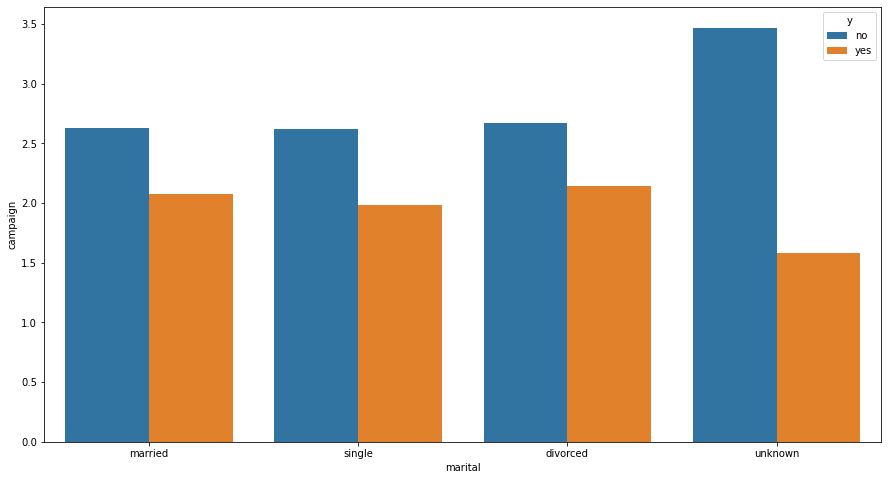 y
no
yes
3.5
3.0
2.5
2.0
1.5
1.0
0.5
0.0
campaign
married single divorced unknown
marital